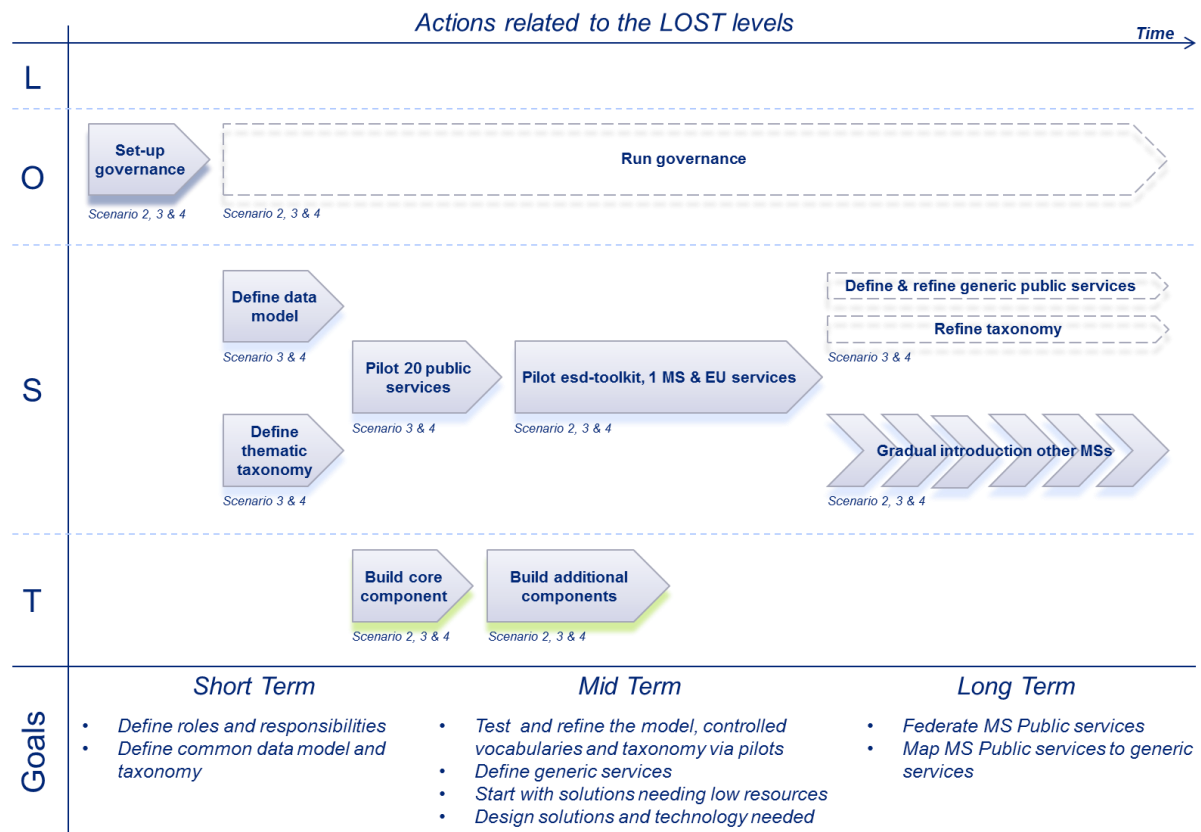 Actions related to the LOST levels
Time
L
O
Set-up
governance
Scenario 2, 3 & 4
Run governance
Scenario 2, 3 & 4
S
Define data
model
Scenario 3 & 4
Define
thematic
taxonomy
Scenario 3 & 4
Pilot 20 public
services
Scenario 3 & 4
Pilot esd-toolkit, 1 MS & EU services
Scenario 2, 3 & 4
Define & refine generic public services
Refine taxonomy
Scenario 3 & 4
Gradual introduction other MSs
Scenario 2, 3 & 4
T
Build core
component
Scenario 2, 3 & 4
Build additional
components
Scenario 2, 3 & 4
Goals
Short Term
• Define roles and responsibilities
• Define common data model and
taxonomy
Mid Term
• Test and refine the model, controlled
vocabularies and taxonomy via pilots
• Define generic services
• Start with solutions needing low resources
• Design solutions and technology needed
Long Term
• Federate MS Public services
• Map MS Public services to generic
services